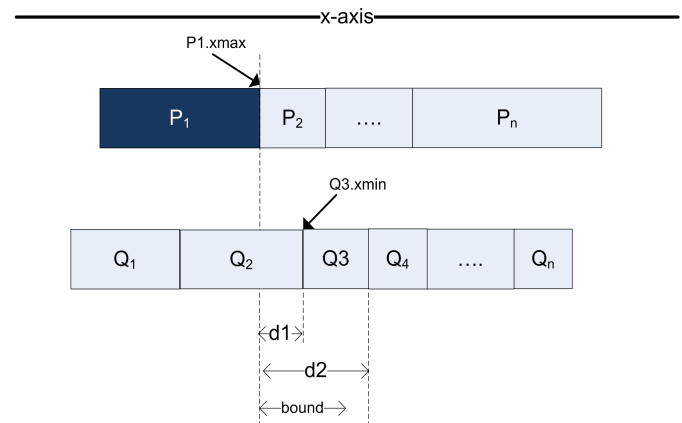 x-axis
P1.xmax
P₁ P₂ .... Pₙ
Q3.xmin
Q₁ Q₂ Q3 Q₄ .... Qₙ
d1
d2
bound